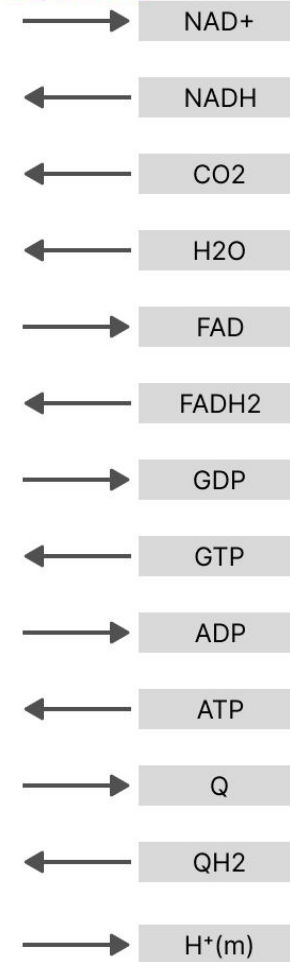 NAD+
NADH
CO2
H2O
FAD
FADH2
GDP
GTP
ADP
ATP
Q
QH2
H⁺(m)